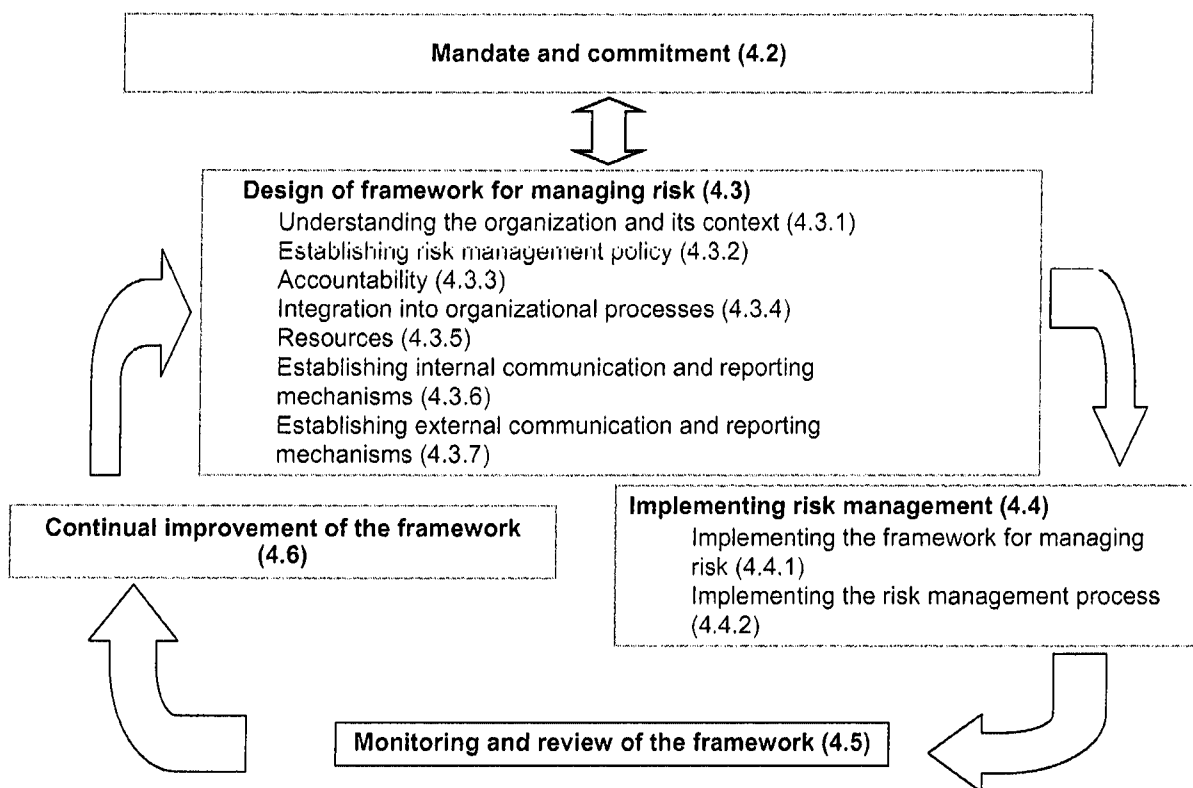 Mandate and commitment (4.2)
Design of framework for managing risk (4.3)
Understanding the organization and its context (4.3.1)
Establishing risk management policy (4.3.2)
Accountability (4.3.3)
Integration into organizational processes (4.3.4)
Resources (4.3.5)
Establishing internal communication and reporting
mechanisms (4.3.6)
Establishing external communication and reporting
mechanisms (4.3.7)
Implementing risk management (4.4)
Implementing the framework for managing
risk (4.4.1)
Implementing the risk management process
(4.4.2)
Monitoring and review of the framework (4.5)
Continual improvement of the framework
(4.6)